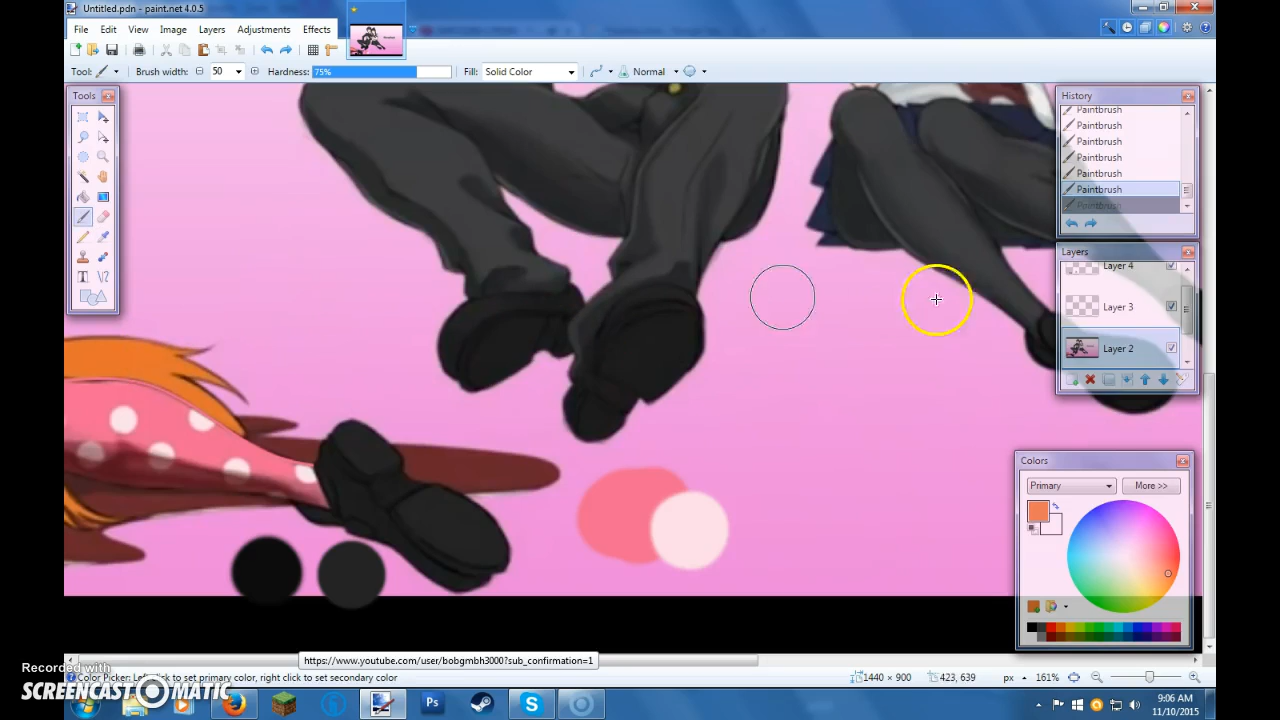 Untitled.pdn - paint.net 4.0.5
File Edit View Image Layers Adjustments Effects
Tool: Brush width: 50 Hardness: 75% Fill: Solid Color Normal
Tools
History
Paintbrush
Paintbrush
Paintbrush
Paintbrush
Paintbrush
Paintbrush
Paintbrush
Layers
Layer 4
Layer 3
Layer 2
Colors
Primary More >>
https://www.youtube.com/user/bobgmbh3000?sub_confirmation=1
Color Picker: Left click to set primary color, right click to set secondary color
1440 × 900 423, 639 px 161%
Recorded with
SCREENCAST MATIC
Ps
9:06 AM
11/10/2015